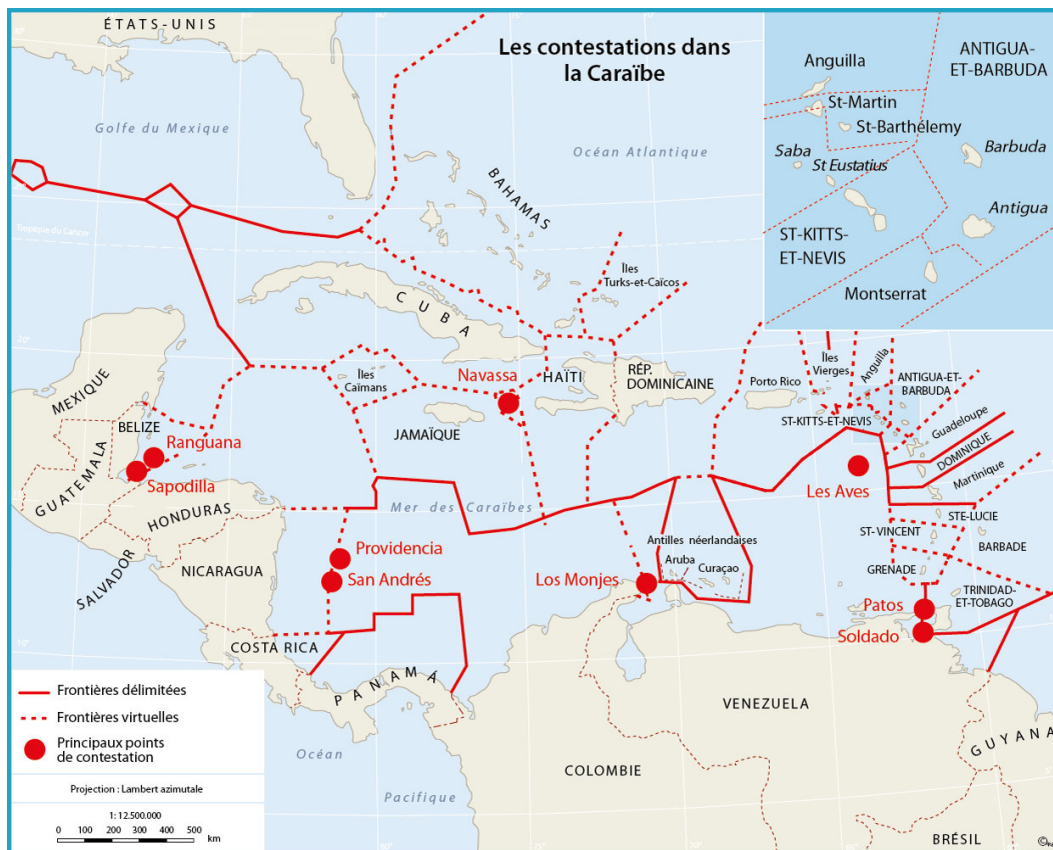 Les contestations dans
la Caraïbe
ÉTATS-UNIS
Golfe du Mexique
Océan Atlantique
BAHAMAS
Tropique du Cancer
Îles
Turks-et-Caïcos
CUBA
20°
Îles
Caïmans
Navassa
HAÏTI
RÉP.
DOMINICAINE
Porto Rico
Îles
Vierges
Anguilla
ANTIGUA-ET-
BARBUDA
ST-KITTS-ET-NEVIS
Guadeloupe
DOMINIQUE
Martinique
MEXIQUE
BELIZE
JAMAÏQUE
Ranguana
Sapodilla
GUATEMALA
HONDURAS
SALVADOR
NICARAGUA
Mer des Caraïbes
Les Aves
STE-LUCIE
ST-VINCENT
BARBADE
GRENADE
Providencia
San Andrés
Los Monjes
Antilles néerlandaises
Aruba
Curaçao
Patos
Soldado
TRINIDAD-
ET-TOBAGO
10°
COSTA RICA
PANAMÁ
VENEZUELA
COLOMBIE
GUYANA
BRÉSIL
Océan
Pacifique
75°
Anguilla
ANTIGUA-
ET-BARBUDA
St-Martin
St-Barthélemy
Saba
St Eustatius
Barbuda
Antigua
ST-KITTS-
ET-NEVIS
Montserrat
Frontières délimitées
Frontières virtuelles
Principaux points
de contestation
Projection : Lambert azimutale
1: 12.500.000
0 100 200 300 400 500 km